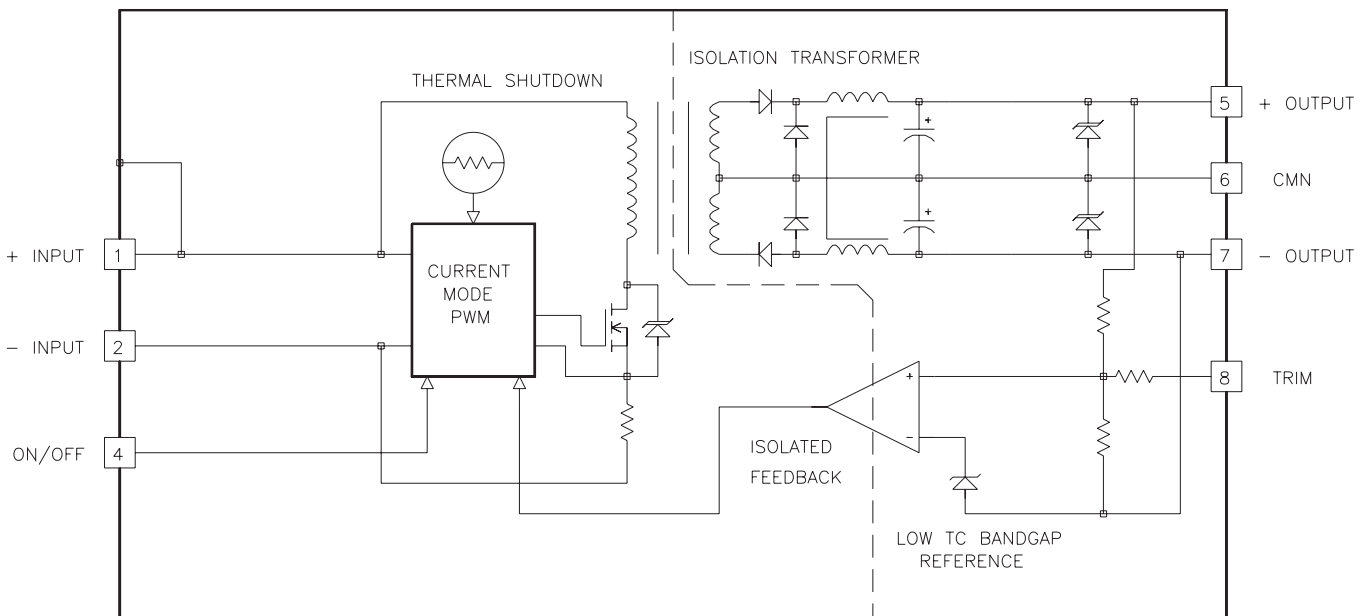 ISOLATION TRANSFORMER
THERMAL SHUTDOWN
5 + OUTPUT
+
6 CMN
+
+ INPUT 1
7 - OUTPUT
CURRENT
MODE
PWM
- INPUT 2
+
8 TRIM
-
ON/OFF 4
ISOLATED
FEEDBACK
LOW TC BANDGAP
REFERENCE